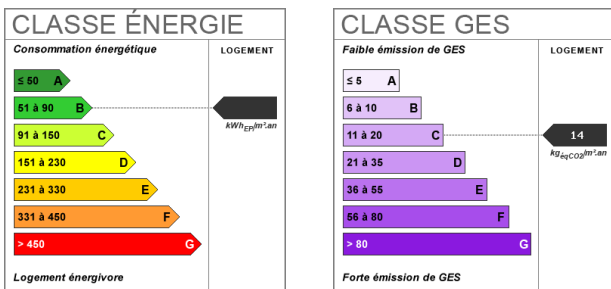 CLASSE ÉNERGIE
Consommation énergétique
LOGEMENT
≤ 50 A
51 à 90 B
91 à 150 C
151 à 230 D
231 à 330 E
331 à 450 F
> 450 G
kWhEP/m².an
Logement énergivore
CLASSE GES
Faible émission de GES
LOGEMENT
≤ 5 A
6 à 10 B
11 à 20 C
21 à 35 D
36 à 55 E
56 à 80 F
> 80 G
14
kgéqCO2/m².an
Forte émission de GES